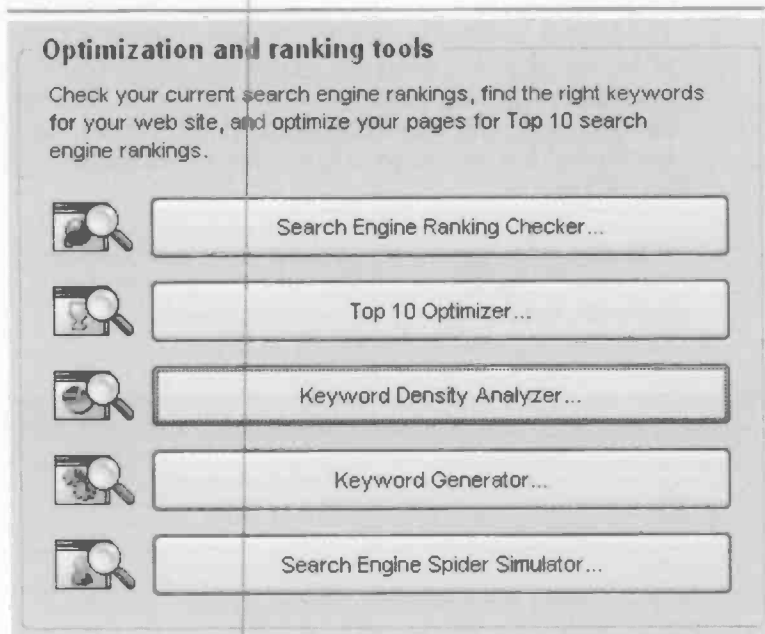 Optimization and ranking tools
Check your current search engine rankings, find the right keywords
for your web site, and optimize your pages for Top 10 search
engine rankings.
Search Engine Ranking Checker...
Top 10 Optimizer...
Keyword Density Analyzer...
Keyword Generator...
Search Engine Spider Simulator...